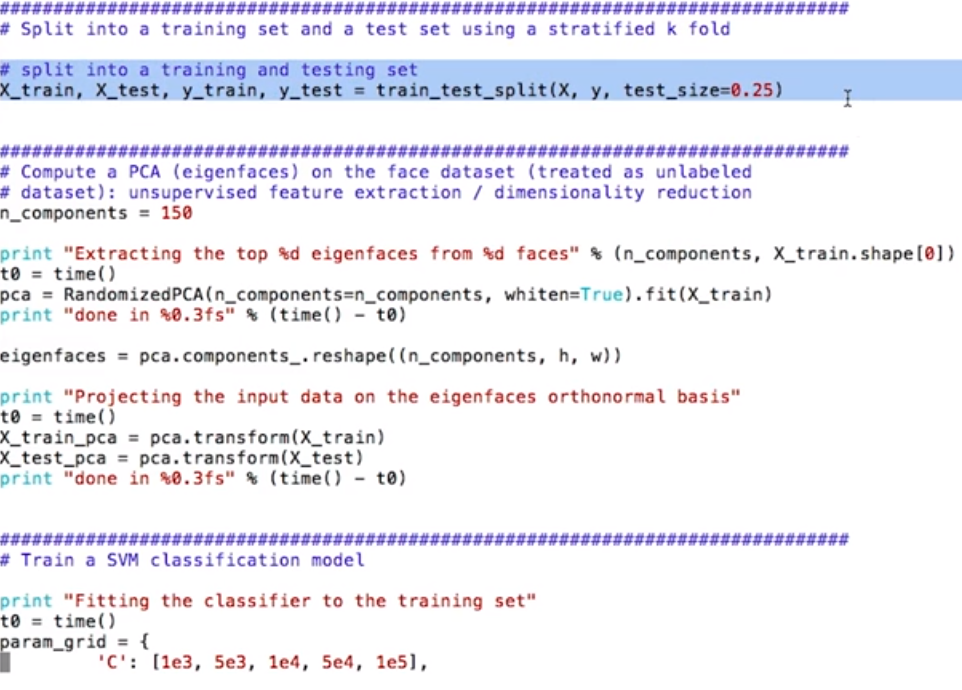 ################################################################################
# Split into a training set and a test set using a stratified k fold
# split into a training and testing set
X_train, X_test, y_train, y_test = train_test_split(X, y, test_size=0.25)
################################################################################
# Compute a PCA (eigenfaces) on the face dataset (treated as unlabeled
# dataset): unsupervised feature extraction / dimensionality reduction
n_components = 150
print "Extracting the top %d eigenfaces from %d faces" % (n_components, X_train.shape[0])
t0 = time()
pca = RandomizedPCA(n_components=n_components, whiten=True).fit(X_train)
print "done in %0.3fs" % (time() - t0)
eigenfaces = pca.components_.reshape((n_components, h, w))
print "Projecting the input data on the eigenfaces orthonormal basis"
t0 = time()
X_train_pca = pca.transform(X_train)
X_test_pca = pca.transform(X_test)
print "done in %0.3fs" % (time() - t0)
################################################################################
# Train a SVM classification model
print "Fitting the classifier to the training set"
t0 = time()
param_grid = {
'C': [1e3, 5e3, 1e4, 5e4, 1e5],